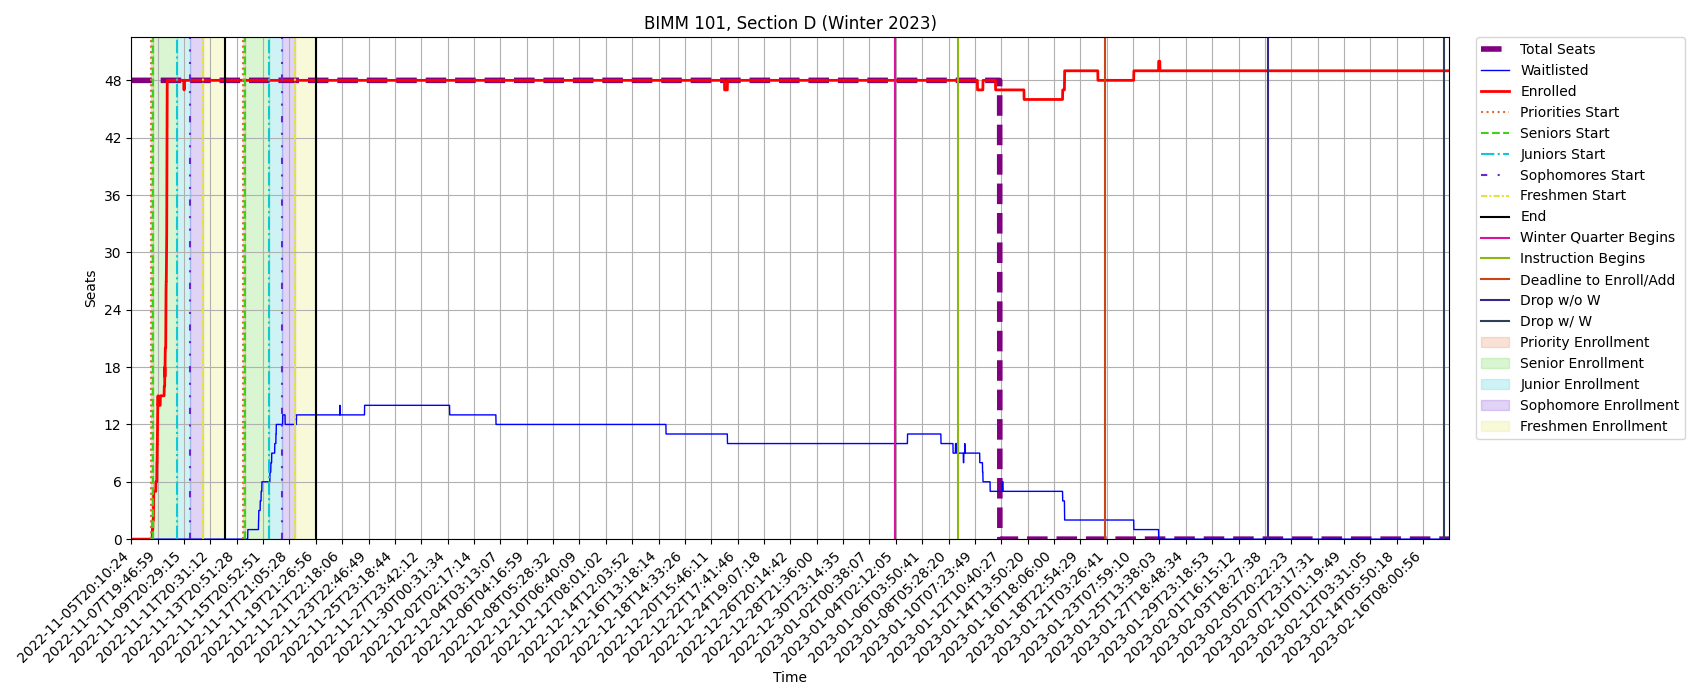 BIMM 101, Section D (Winter 2023)
Seats
48
42
36
30
24
18
12
6
0
2022-11-05T20:10:24
2022-11-07T19:46:59
2022-11-09T20:29:15
2022-11-11T20:31:12
2022-11-13T20:51:28
2022-11-15T20:52:51
2022-11-17T21:05:28
2022-11-19T21:26:56
2022-11-21T22:18:06
2022-11-23T22:46:49
2022-11-25T23:18:44
2022-11-27T23:42:12
2022-11-30T00:31:34
2022-12-02T02:17:14
2022-12-04T03:13:07
2022-12-06T04:16:59
2022-12-08T05:28:32
2022-12-10T06:40:09
2022-12-12T08:01:02
2022-12-14T12:03:52
2022-12-16T13:18:14
2022-12-18T14:33:26
2022-12-20T15:46:11
2022-12-22T17:41:46
2022-12-24T19:07:18
2022-12-26T20:14:42
2022-12-28T21:36:00
2022-12-30T23:14:35
2023-01-02T00:38:07
2023-01-04T02:12:05
2023-01-06T03:50:41
2023-01-08T05:28:20
2023-01-10T07:23:49
2023-01-12T10:40:27
2023-01-14T13:50:20
2023-01-16T18:06:00
2023-01-18T22:54:29
2023-01-21T03:26:41
2023-01-23T07:59:10
2023-01-25T13:38:03
2023-01-27T18:48:34
2023-01-29T23:18:53
2023-02-01T16:15:12
2023-02-03T18:27:38
2023-02-05T20:22:23
2023-02-07T23:17:31
2023-02-10T01:19:49
2023-02-12T03:31:05
2023-02-14T05:50:18
2023-02-16T08:00:56
Time
Total Seats
Waitlisted
Enrolled
Priorities Start
Seniors Start
Juniors Start
Sophomores Start
Freshmen Start
End
Winter Quarter Begins
Instruction Begins
Deadline to Enroll/Add
Drop w/o W
Drop w/ W
Priority Enrollment
Senior Enrollment
Junior Enrollment
Sophomore Enrollment
Freshmen Enrollment